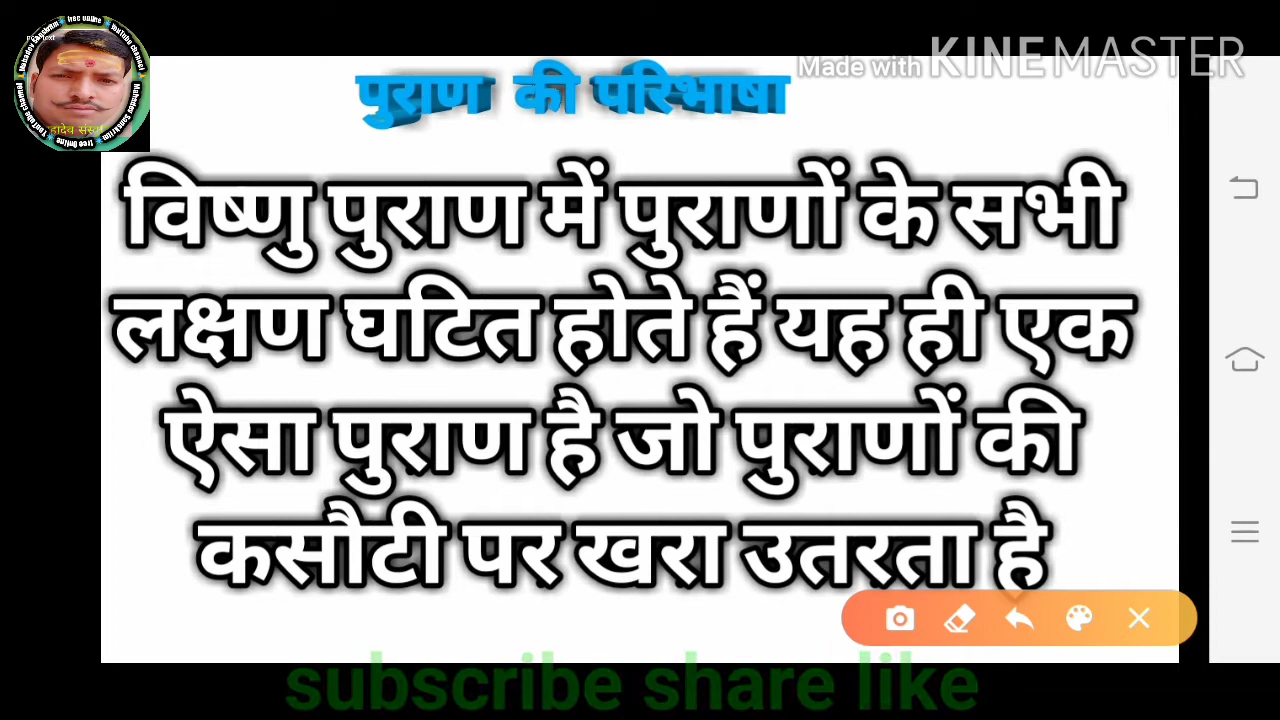 Made with KINEMASTER
पुराण की परिभाषा
विष्णु पुराण में पुराणों के सभी
लक्षण घटित होते हैं यह ही एक
ऐसा पुराण है जो पुराणों की
कसौटी पर खरा उतरता है
subscribe share like